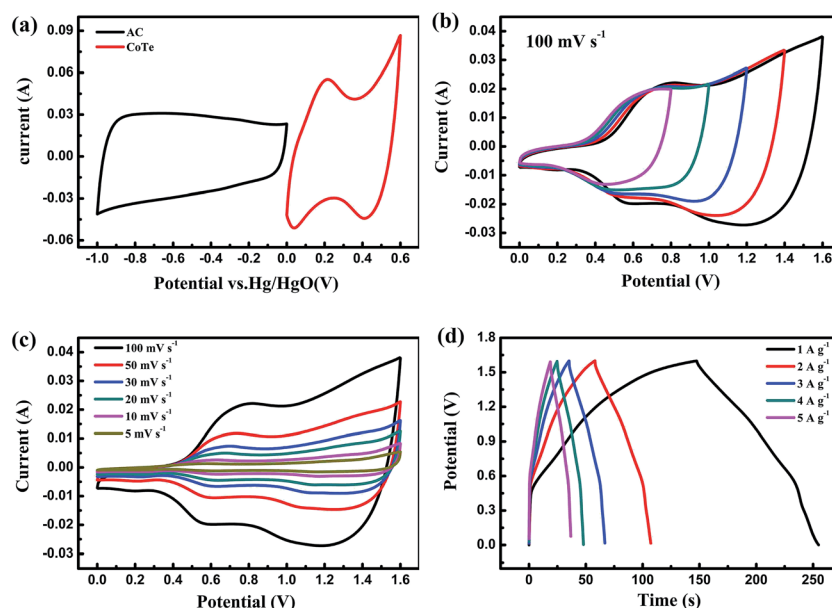 (a)
AC
CoTe
0.09
0.06
0.03
0.00
-0.03
-0.06
current (A)
-1.0 -0.8 -0.6 -0.4 -0.2 0.0 0.2 0.4 0.6
Potential vs.Hg/HgO(V)
(b)
100 mV s⁻¹
0.04
0.03
0.02
0.01
0.00
-0.01
-0.02
-0.03
Current (A)
0.0 0.2 0.4 0.6 0.8 1.0 1.2 1.4 1.6
Potential (V)
(c)
100 mV s⁻¹
50 mV s⁻¹
30 mV s⁻¹
20 mV s⁻¹
10 mV s⁻¹
5 mV s⁻¹
0.04
0.03
0.02
0.01
0.00
-0.01
-0.02
-0.03
Current (A)
0.0 0.2 0.4 0.6 0.8 1.0 1.2 1.4 1.6
Potential (V)
(d)
1 A g⁻¹
2 A g⁻¹
3 A g⁻¹
4 A g⁻¹
5 A g⁻¹
1.8
1.5
1.2
0.9
0.6
0.3
0.0
Potential (V)
0 50 100 150 200 250
Time (s)